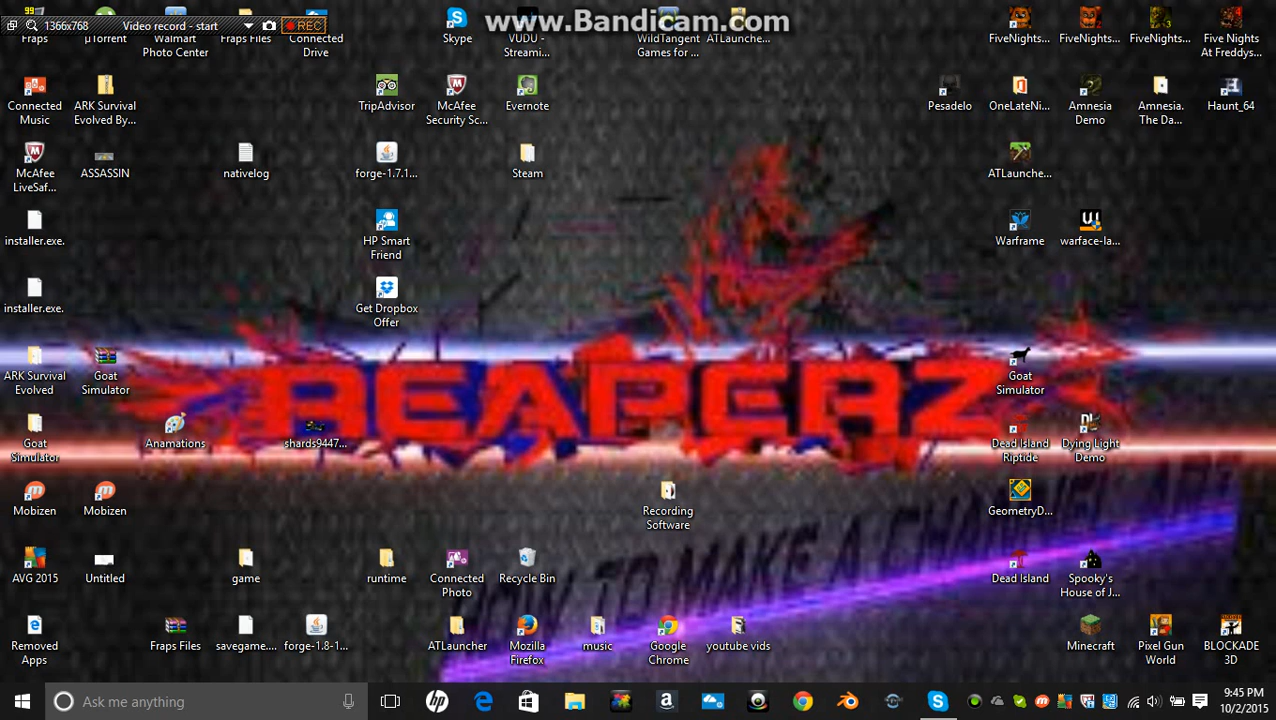 www.Bandicam.com
1366x768 Video record - start REC
99
Fraps
µTorrent
Walmart
Photo Center
Fraps Files
Connected
Drive
Skype
VUDU -
Streami...
WildTangent
Games for ...
ATLaunche...
FiveNights...
FiveNights...
FiveNights...
Five Nights
At Freddys...
Connected
Music
ARK Survival
Evolved By...
TripAdvisor
McAfee
Security Sc...
Evernote
Pesadelo
OneLateNi...
Amnesia
Demo
Amnesia.
The Da...
Haunt_64
McAfee
LiveSaf...
ASSASSIN
nativelog
forge-1.7.1...
Steam
ATLaunche...
installer.exe.
HP Smart
Friend
Warframe
warface-la...
installer.exe.
Get Dropbox
Offer
ARK Survival
Evolved
Goat
Simulator
Goat
Simulator
REAPERZ
Goat
Simulator
Anamations
shards9447...
Dead Island
Riptide
Dying Light
Demo
Mobizen
Mobizen
Recording
Software
GeometryD...
AVG 2015
Untitled
game
runtime
Connected
Photo
Recycle Bin
Dead Island
Spooky's
House of J...
Removed
Apps
Fraps Files
savegame....
forge-1.8-1...
ATLauncher
Mozilla
Firefox
music
Google
Chrome
youtube vids
Minecraft
Pixel Gun
World
BLOCKADE
3D
Ask me anything
9:45 PM
10/2/2015